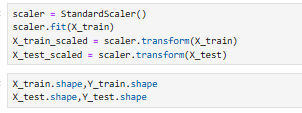 scaler = StandardScaler()
scaler.fit(X_train)
X_train_scaled = scaler.transform(X_train)
X_test_scaled = scaler.transform(X_test)
X_train.shape,Y_train.shape
X_test.shape,Y_test.shape